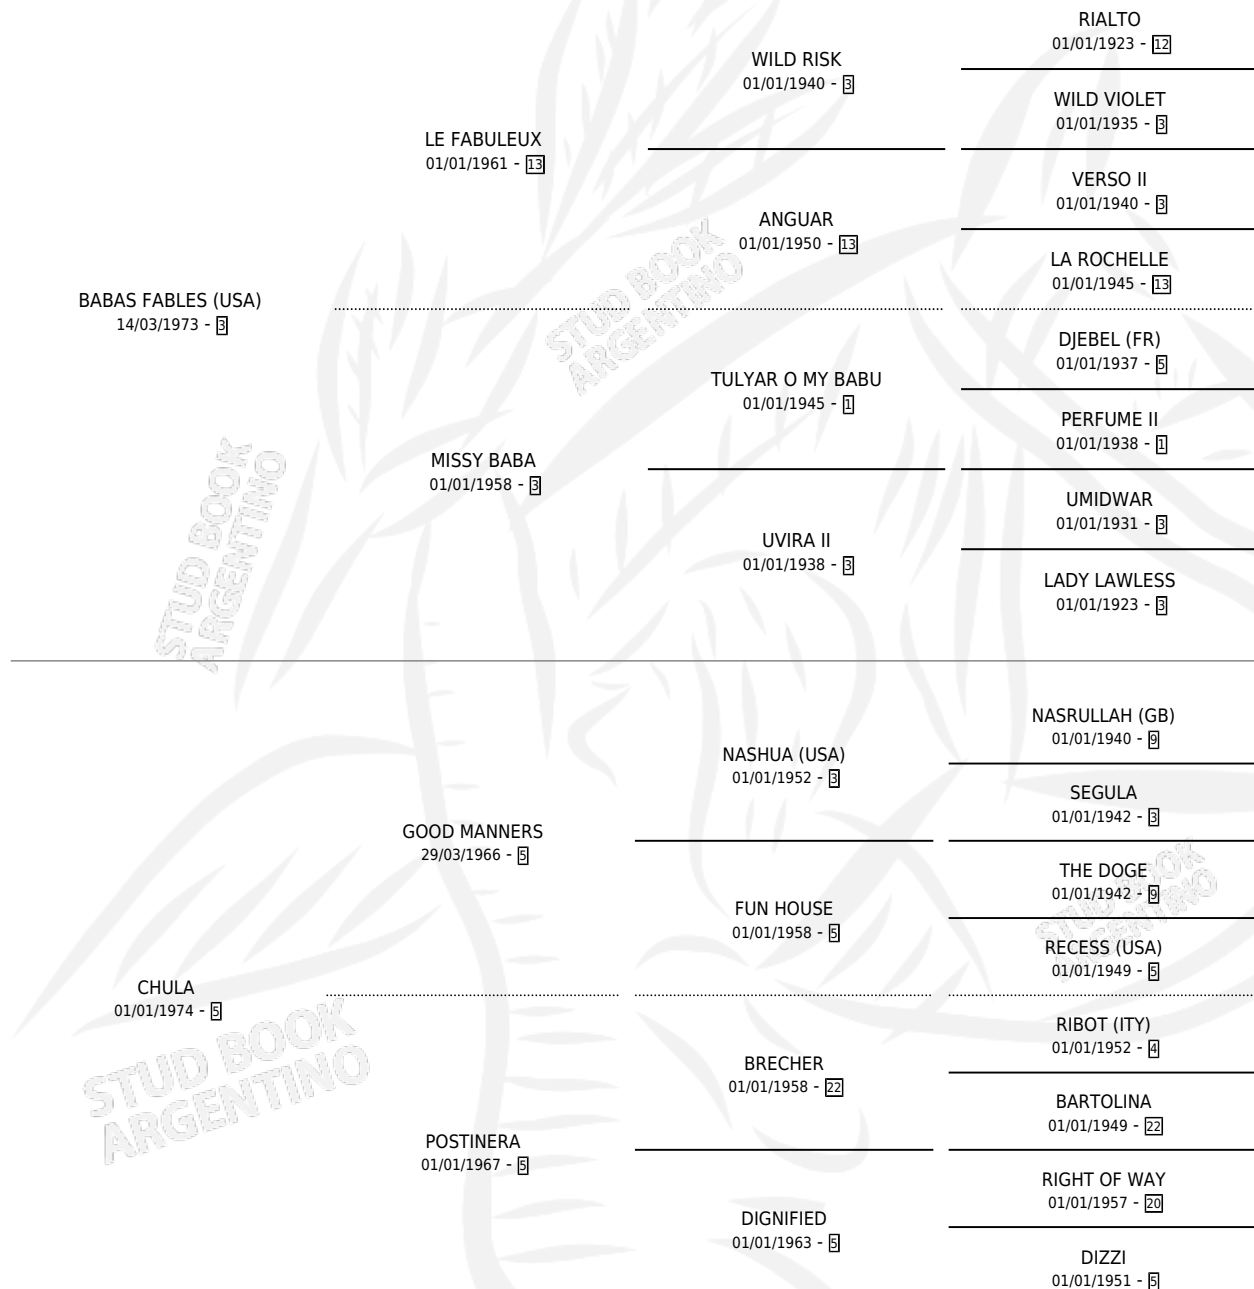 RIALTO
01/01/1923 - 12
WILD RISK
01/01/1940 - 3
WILD VIOLET
01/01/1935 - 3
LE FABULEUX
01/01/1961 - 13
VERSO II
01/01/1940 - 3
ANGUAR
01/01/1950 - 13
LA ROCHELLE
01/01/1945 - 13
BABAS FABLES (USA)
14/03/1973 - 3
DJEBEL (FR)
01/01/1937 - 5
TULYAR O MY BABU
01/01/1945 - 1
PERFUME II
01/01/1938 - 1
MISSY BABA
01/01/1958 - 3
UMIDWAR
01/01/1931 - 3
UVIRA II
01/01/1938 - 3
LADY LAWLESS
01/01/1923 - 3
STUD BOOK
ARGENTINO
STUD BOOK
ARGENTINO
NASRULLAH (GB)
01/01/1940 - 9
NASHUA (USA)
01/01/1952 - 3
SEGULA
01/01/1942 - 3
GOOD MANNERS
29/03/1966 - 5
THE DOGE
01/01/1942 - 9
FUN HOUSE
01/01/1958 - 5
RECESS (USA)
01/01/1949 - 5
CHULA
01/01/1974 - 5
RIBOT (ITY)
01/01/1952 - 4
BRECHER
01/01/1958 - 22
BARTOLINA
01/01/1949 - 22
POSTINERA
01/01/1967 - 5
RIGHT OF WAY
01/01/1957 - 20
DIGNIFIED
01/01/1963 - 5
DIZZI
01/01/1951 - 5
STUD BOOK
ARGENTINO
STUD BOOK
ARGENTINO